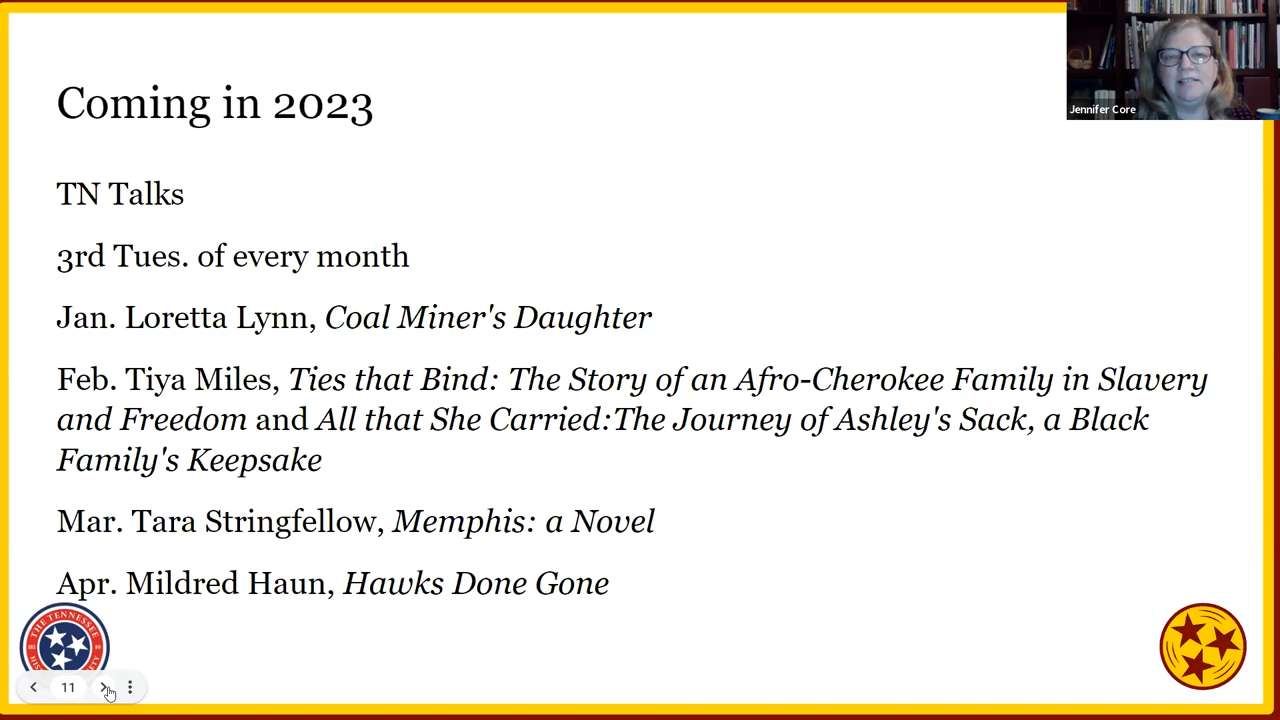 Coming in 2023
Jennifer Core
TN Talks
3rd Tues. of every month
Jan. Loretta Lynn, Coal Miner's Daughter
Feb. Tiya Miles, Ties that Bind: The Story of an Afro-Cherokee Family in Slavery
and Freedom and All that She Carried:The Journey of Ashley's Sack, a Black
Family's Keepsake
Mar. Tara Stringfellow, Memphis: a Novel
Apr. Mildred Haun, Hawks Done Gone
THE TENNESSEE
11